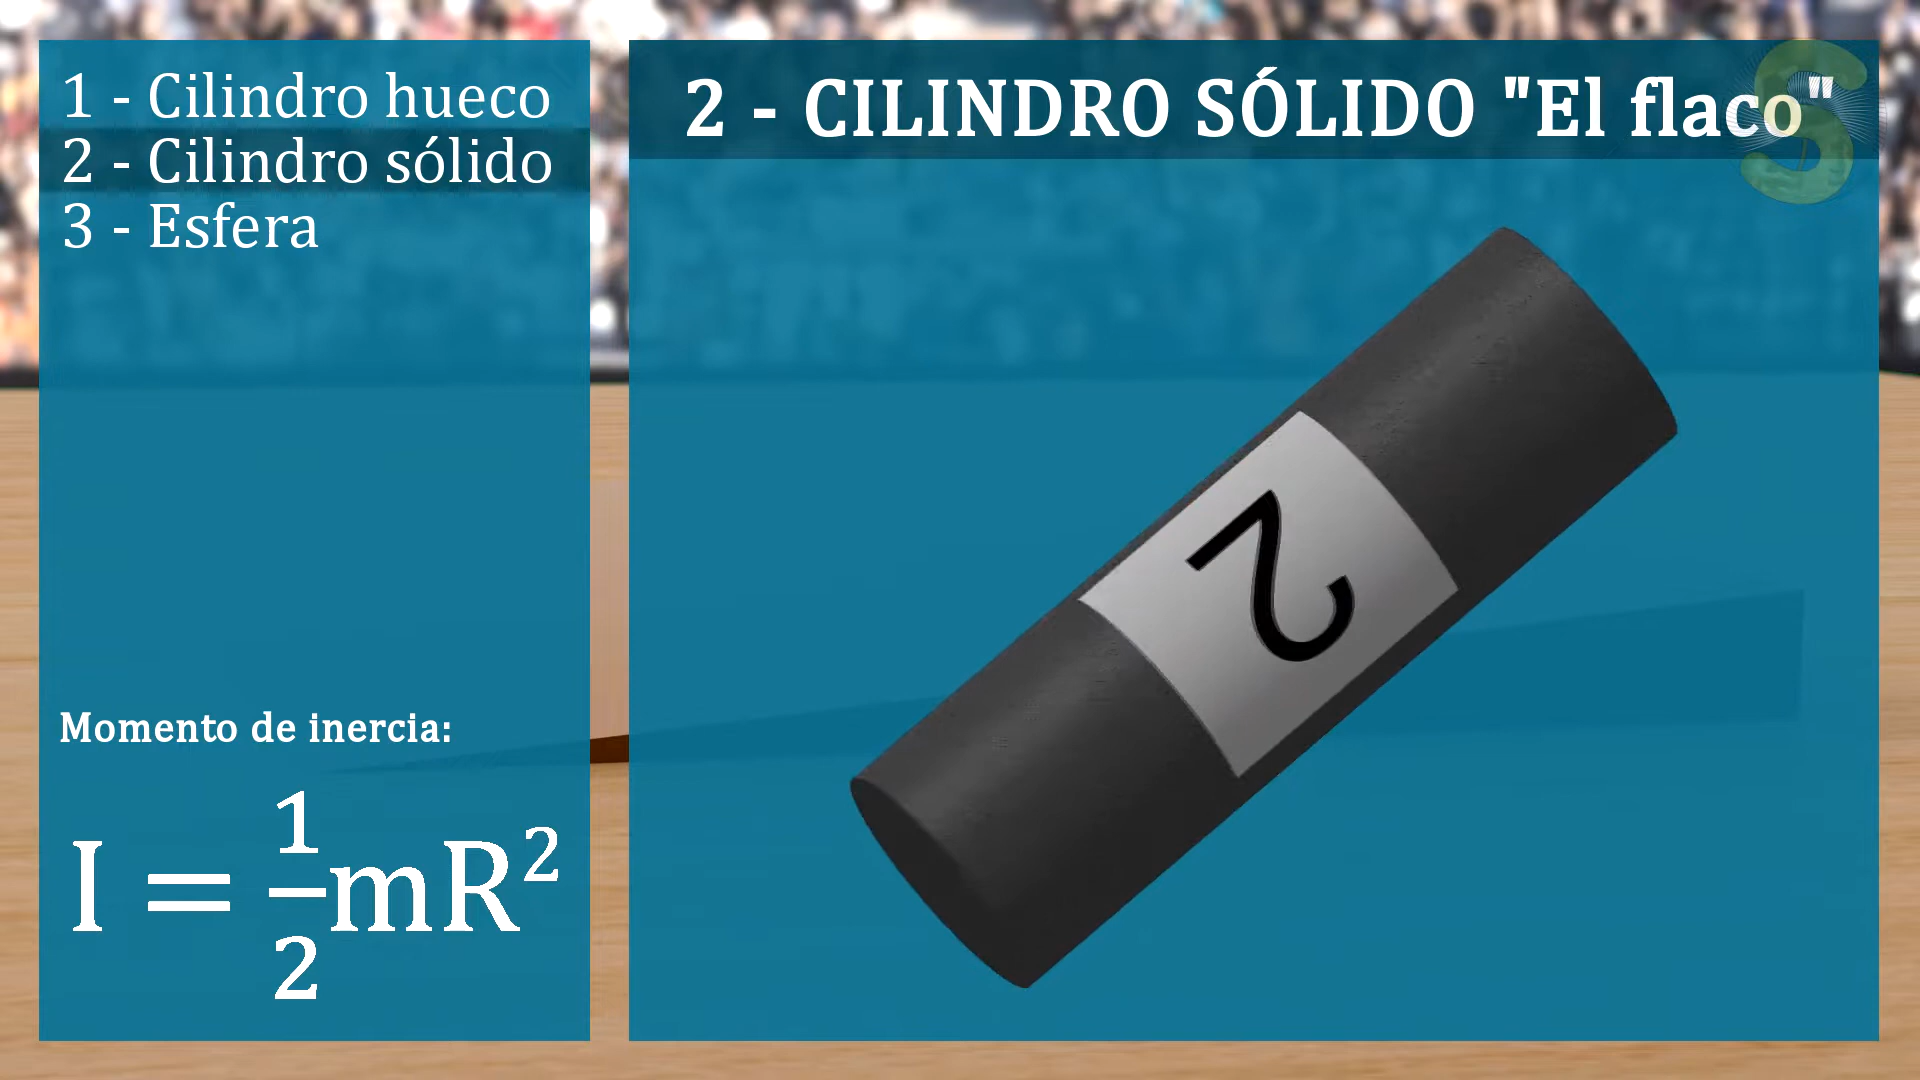 1 - Cilindro hueco
2 - Cilindro sólido
3 - Esfera
Momento de inercia:
I = 1/2 mR²
2 - CILINDRO SÓLIDO "El flaco"
S
2